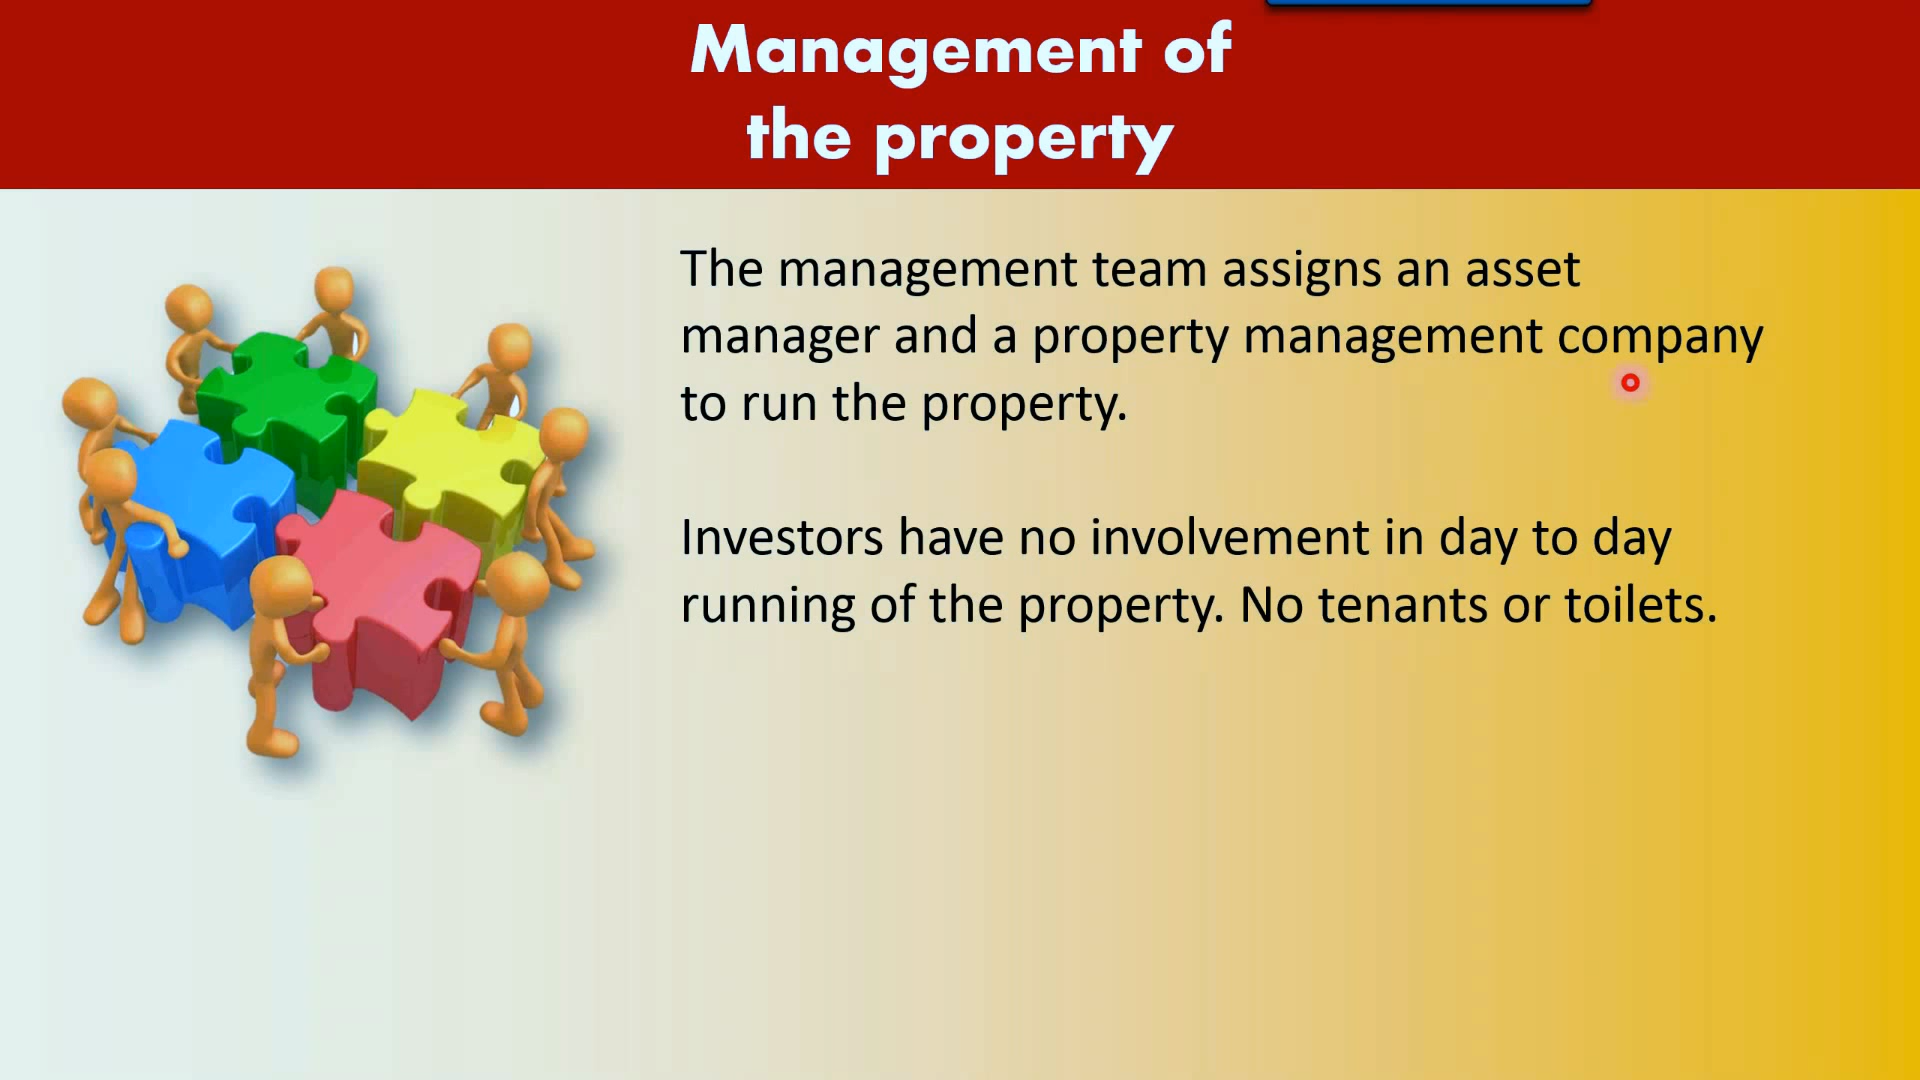 Management of
the property
The management team assigns an asset
manager and a property management company
to run the property.
Investors have no involvement in day to day
running of the property. No tenants or toilets.